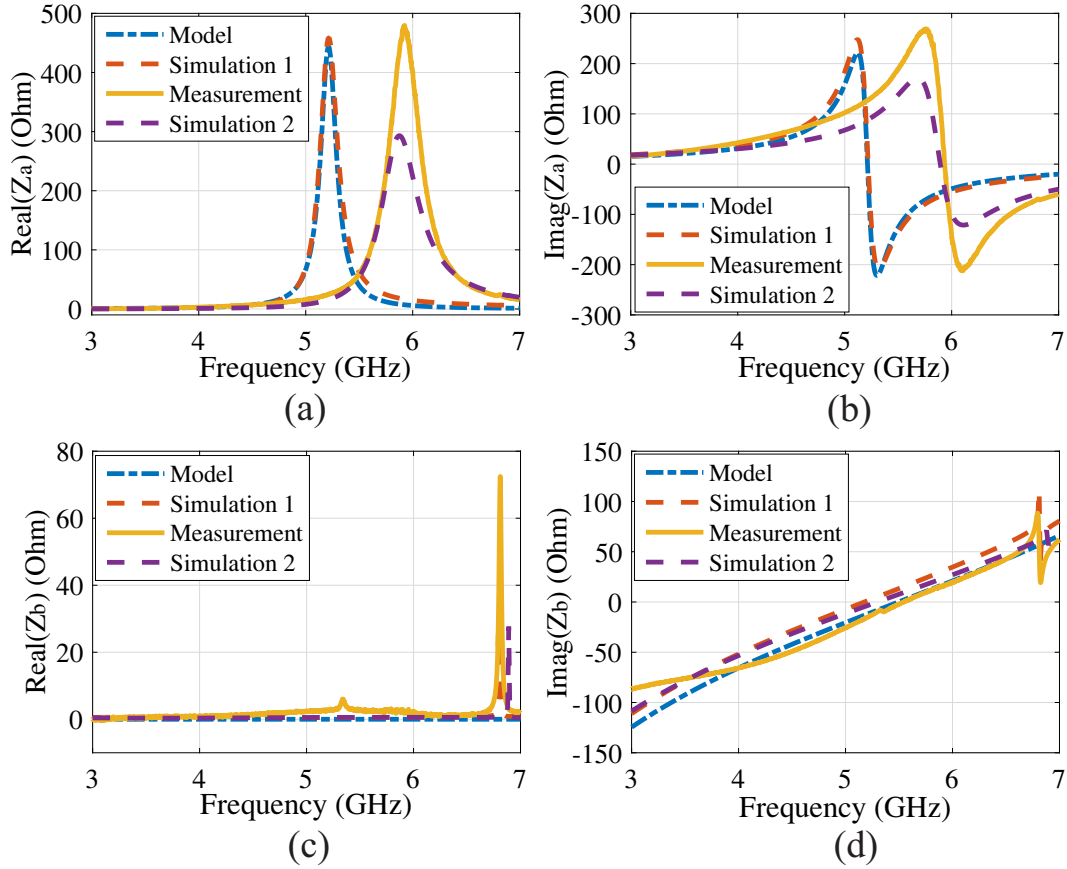 500
400
300
200
100
0
Real(Za) (Ohm)
Model
Simulation 1
Measurement
Simulation 2
3 4 5 6 7
Frequency (GHz)
(a)
300
200
100
0
-100
-200
-300
Imag(Za) (Ohm)
Model
Simulation 1
Measurement
Simulation 2
3 4 5 6 7
Frequency (GHz)
(b)
80
60
40
20
0
Real(Zb) (Ohm)
Model
Simulation 1
Measurement
Simulation 2
3 4 5 6 7
Frequency (GHz)
(c)
150
100
50
0
-50
-100
-150
Imag(Zb) (Ohm)
Model
Simulation 1
Measurement
Simulation 2
3 4 5 6 7
Frequency (GHz)
(d)